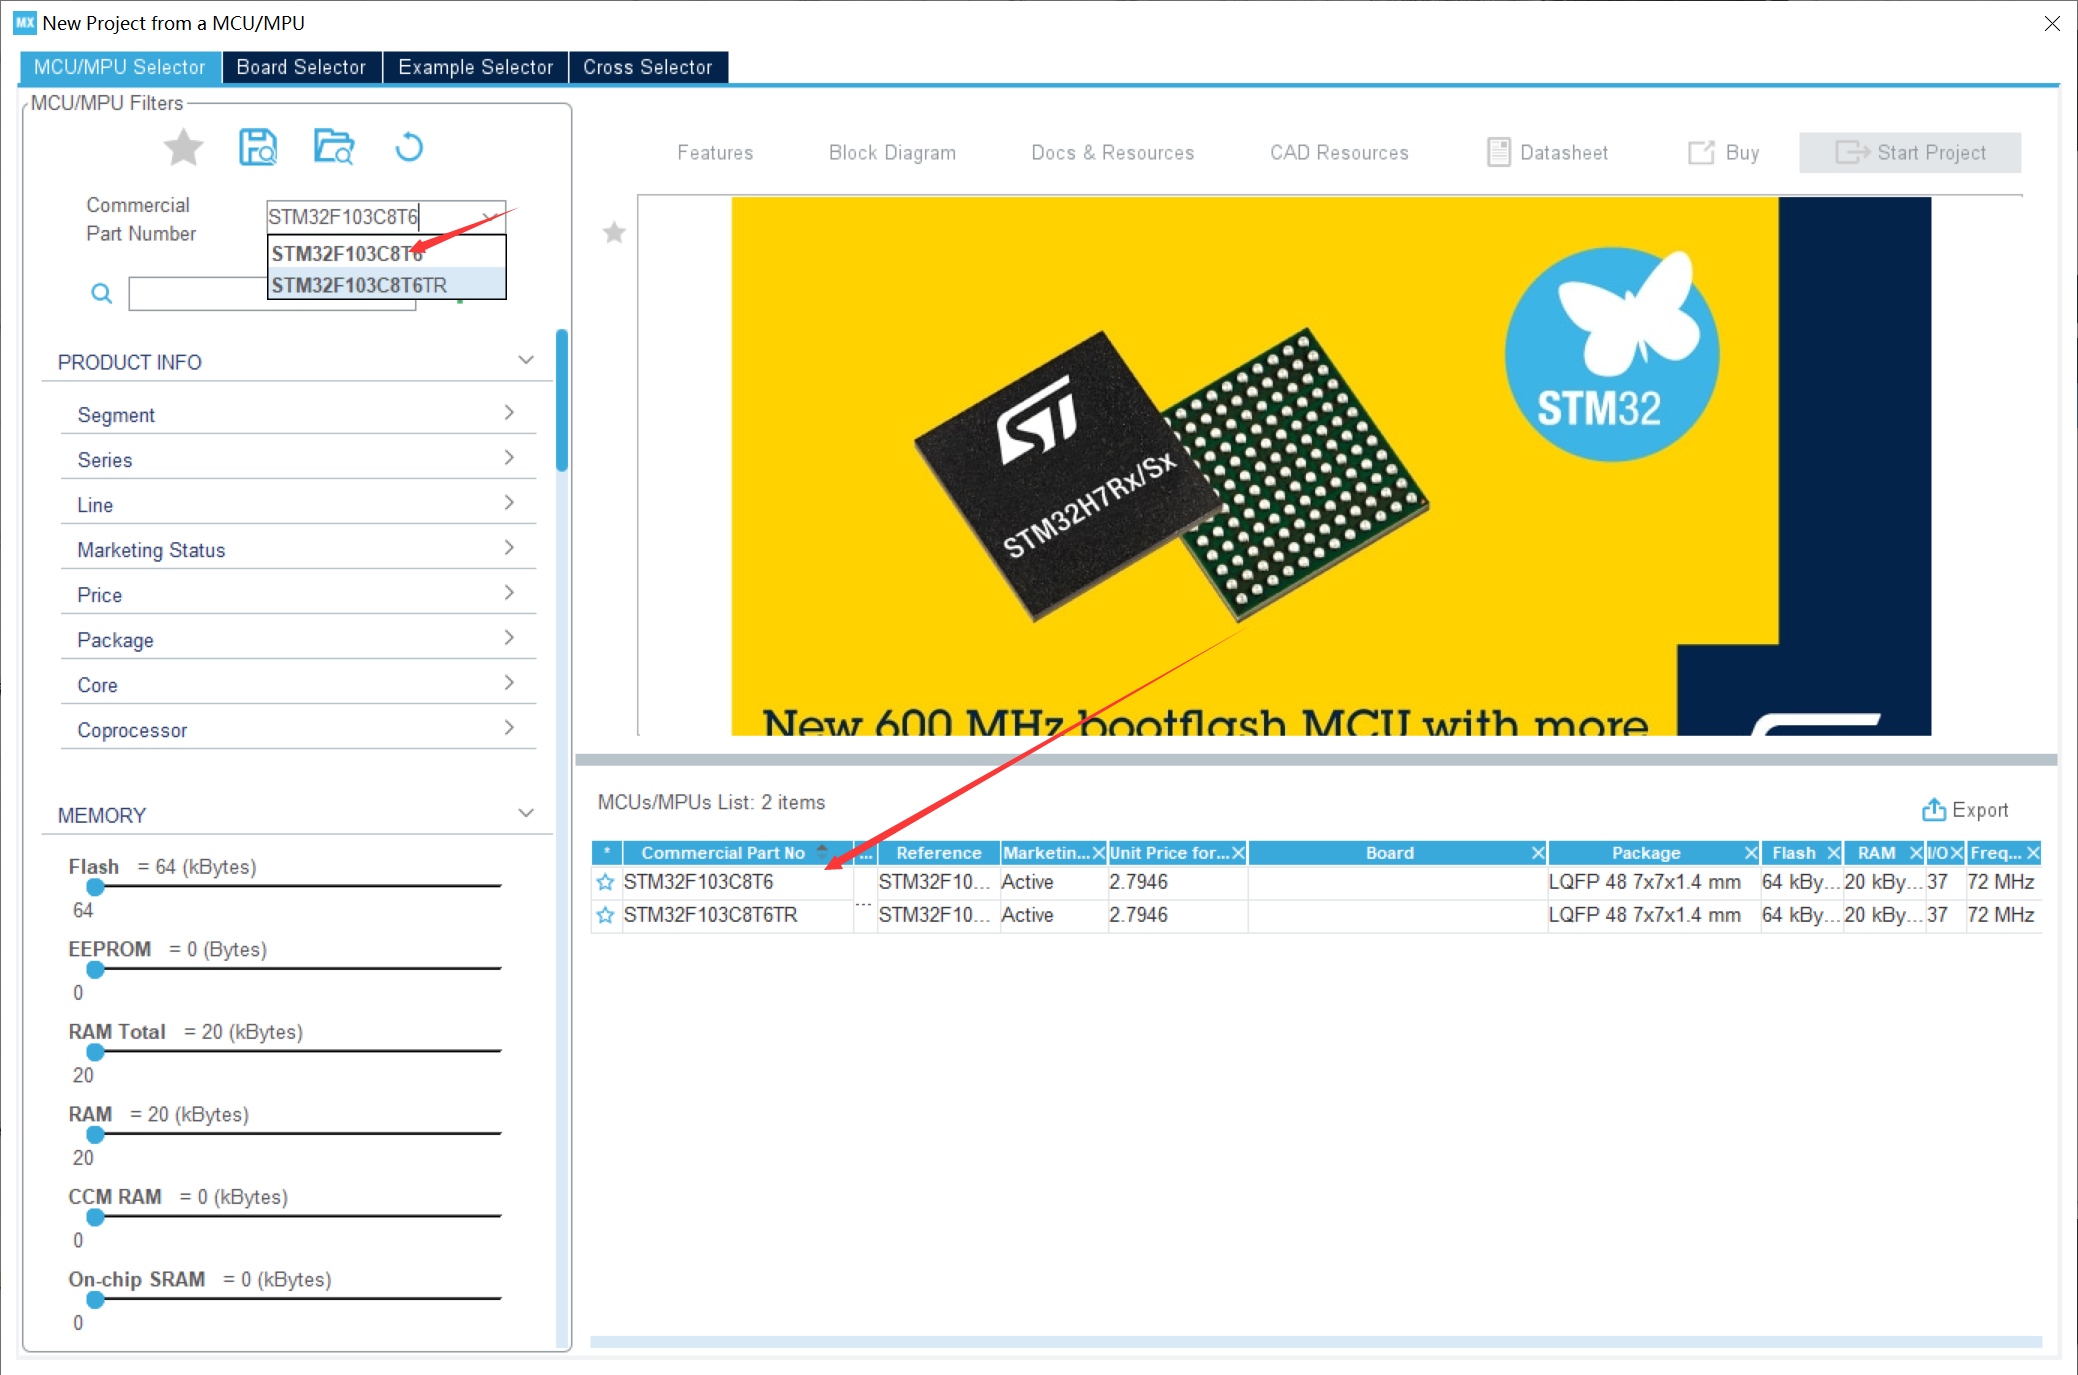 MX New Project from a MCU/MPU
MCU/MPU Selector Board Selector Example Selector Cross Selector
MCU/MPU Filters
Features Block Diagram Docs & Resources CAD Resources Datasheet Buy Start Project
Commercial
Part Number
STM32F103C8T6
STM32F103C8T6
STM32F103C8T6TR
PRODUCT INFO
Segment
Series
Line
Marketing Status
Price
Package
Core
Coprocessor
MEMORY
Flash = 64 (kBytes)
64
EEPROM = 0 (Bytes)
0
RAM Total = 20 (kBytes)
20
RAM = 20 (kBytes)
20
CCM RAM = 0 (kBytes)
0
On-chip SRAM = 0 (kBytes)
0
ST
STM32H7Rx/Sx
STM32
New 600 MHz bootflash MCU with more
MCUs/MPUs List: 2 items
Export
* Commercial Part No ... Reference Marketin... Unit Price for... Board Package Flash RAM I/O Freq...
STM32F103C8T6 STM32F10... Active 2.7946 LQFP 48 7x7x1.4 mm 64 kBy... 20 kBy... 37 72 MHz
...
STM32F103C8T6TR STM32F10... Active 2.7946 LQFP 48 7x7x1.4 mm 64 kBy... 20 kBy... 37 72 MHz